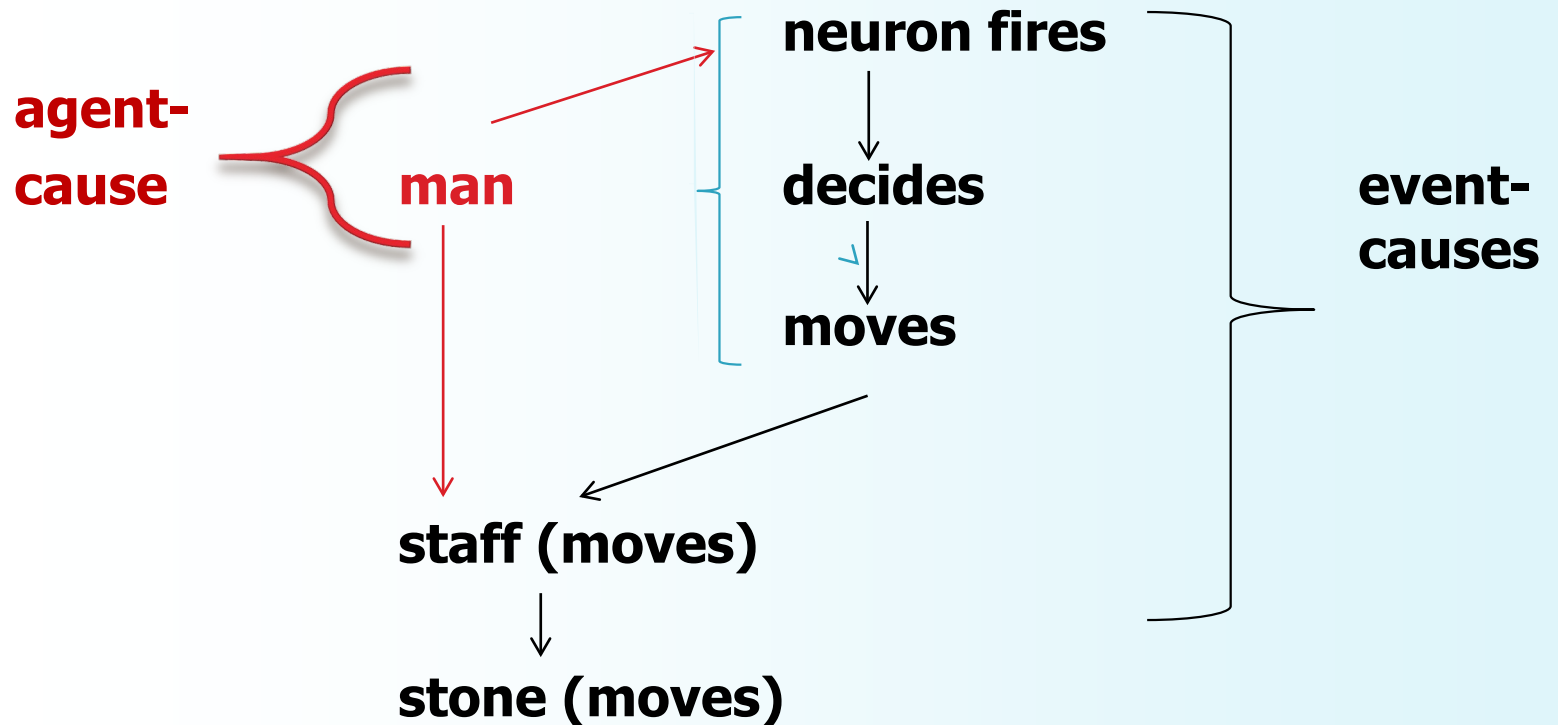 agent-
cause
man
neuron fires
decides
moves
event-
causes
staff (moves)
stone (moves)